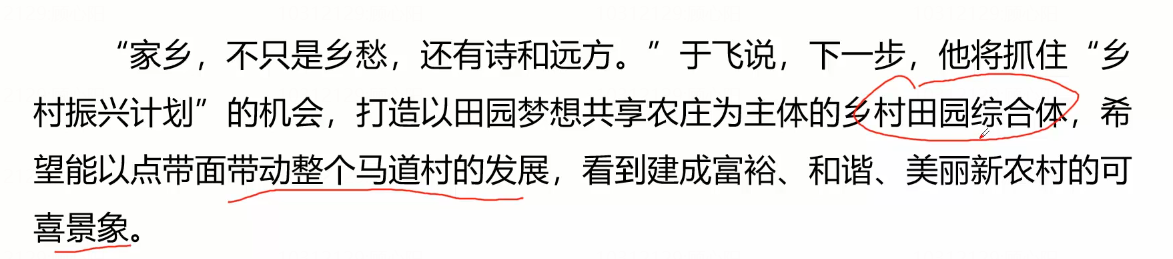 “家乡，不只是乡愁，还有诗和远方。”于飞说，下一步，他将抓住“乡
村振兴计划”的机会，打造以田园梦想共享农庄为主体的乡村田园综合体，希
望能以点带面带动整个马道村的发展，看到建成富裕、和谐、美丽新农村的可
喜景象。